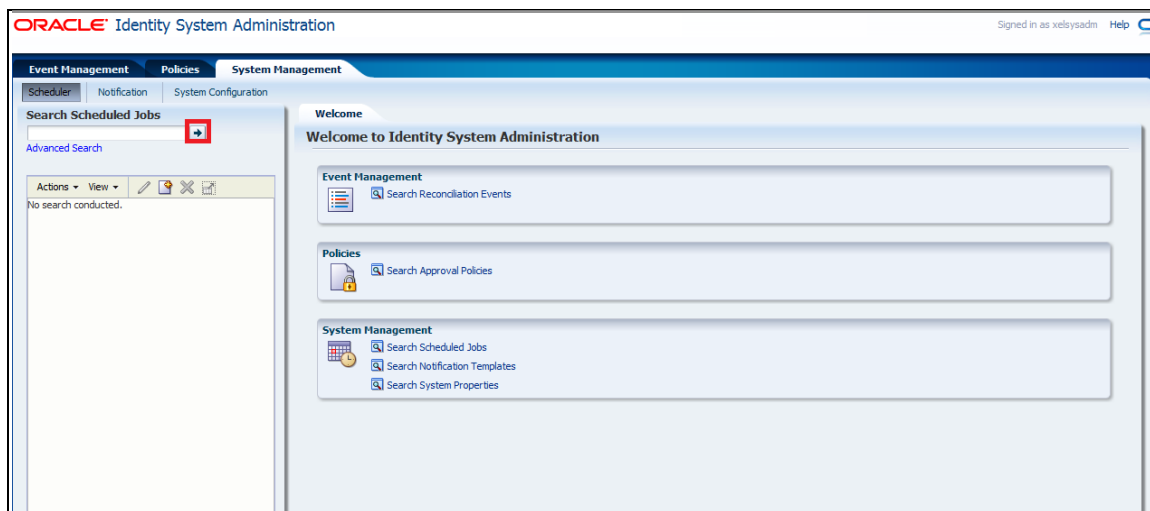 ORACLE Identity System Administration
Signed in as xelsysadm Help
Event Management Policies System Management
Scheduler Notification System Configuration
Search Scheduled Jobs
Advanced Search
Actions View
No search conducted.
Welcome
Welcome to Identity System Administration
Event Management
Search Reconciliation Events
Policies
Search Approval Policies
System Management
Search Scheduled Jobs
Search Notification Templates
Search System Properties